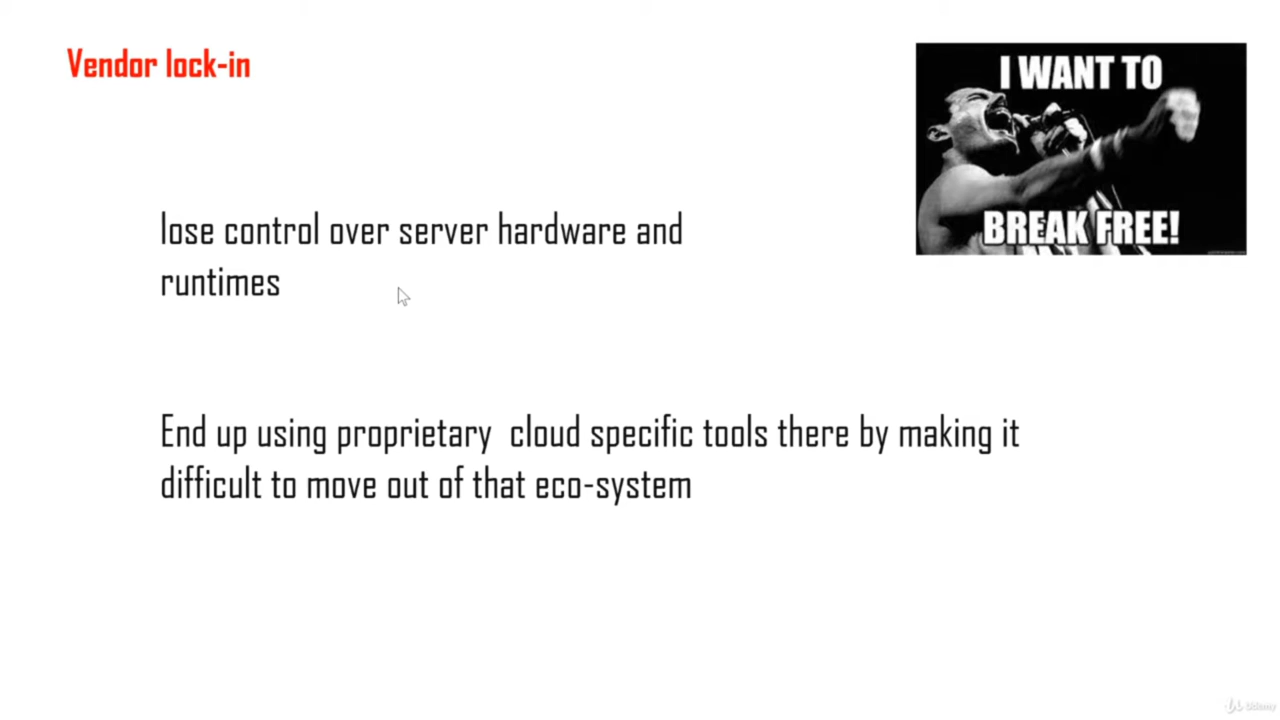 Vendor lock-in
I WANT TO
BREAK FREE!
lose control over server hardware and
runtimes
End up using proprietary cloud specific tools there by making it
difficult to move out of that eco-system
Udemy